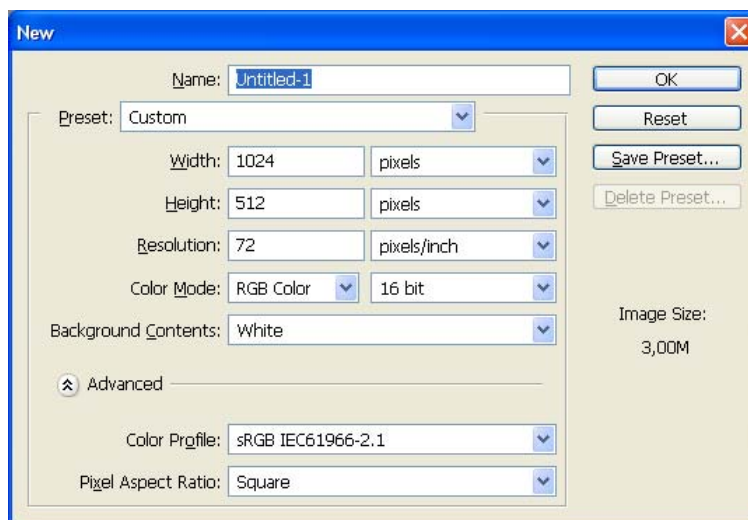 New
Name: Untitled-1
OK
Preset: Custom
Reset
Width: 1024 pixels
Save Preset...
Height: 512 pixels
Delete Preset...
Resolution: 72 pixels/inch
Color Mode: RGB Color 16 bit
Image Size:
Background Contents: White
3,00M
Advanced
Color Profile: sRGB IEC61966-2.1
Pixel Aspect Ratio: Square